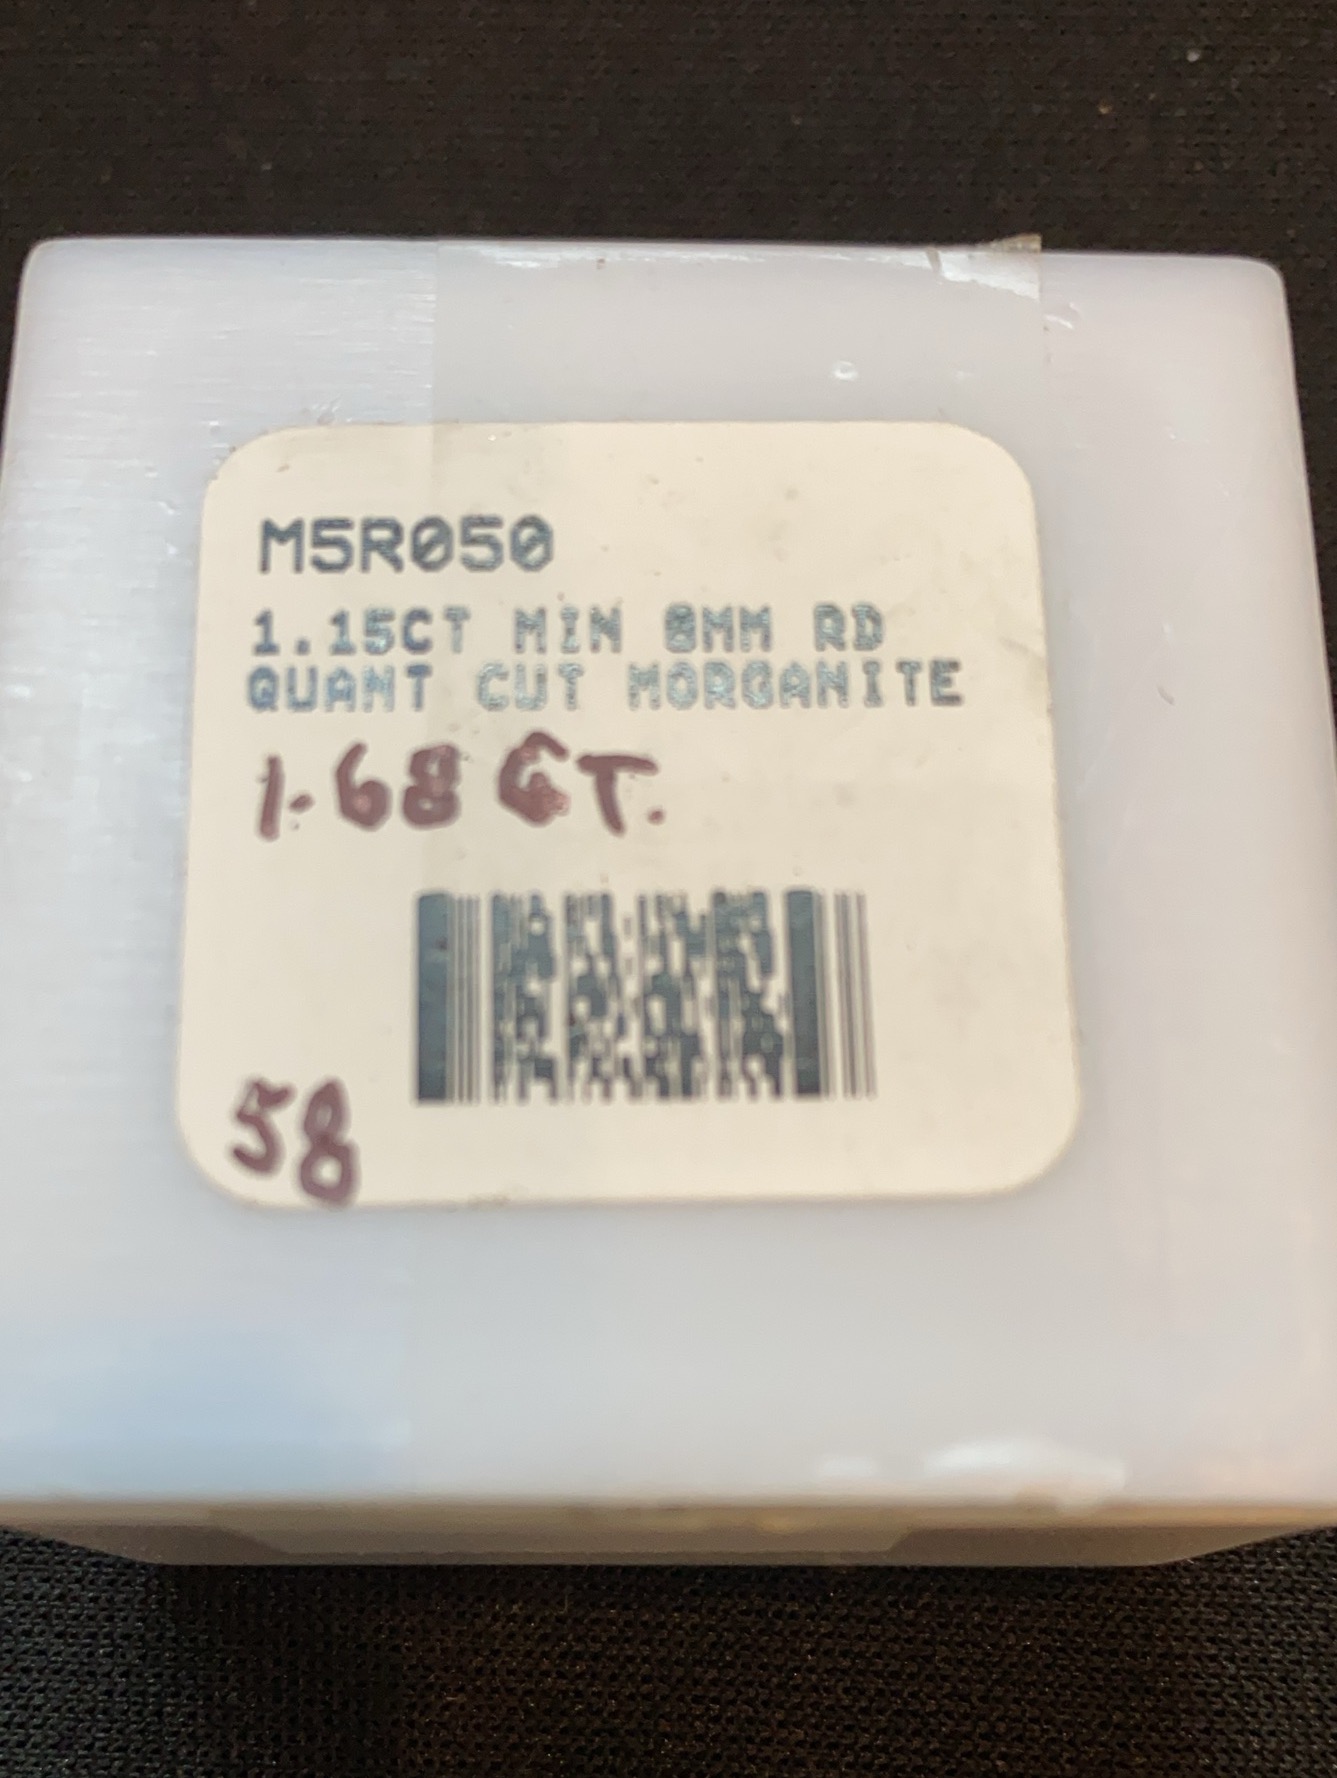 M5R050
1.15CT MIN 8MM RD
QUANT CUT MORGANITE
1.68 CT.
58